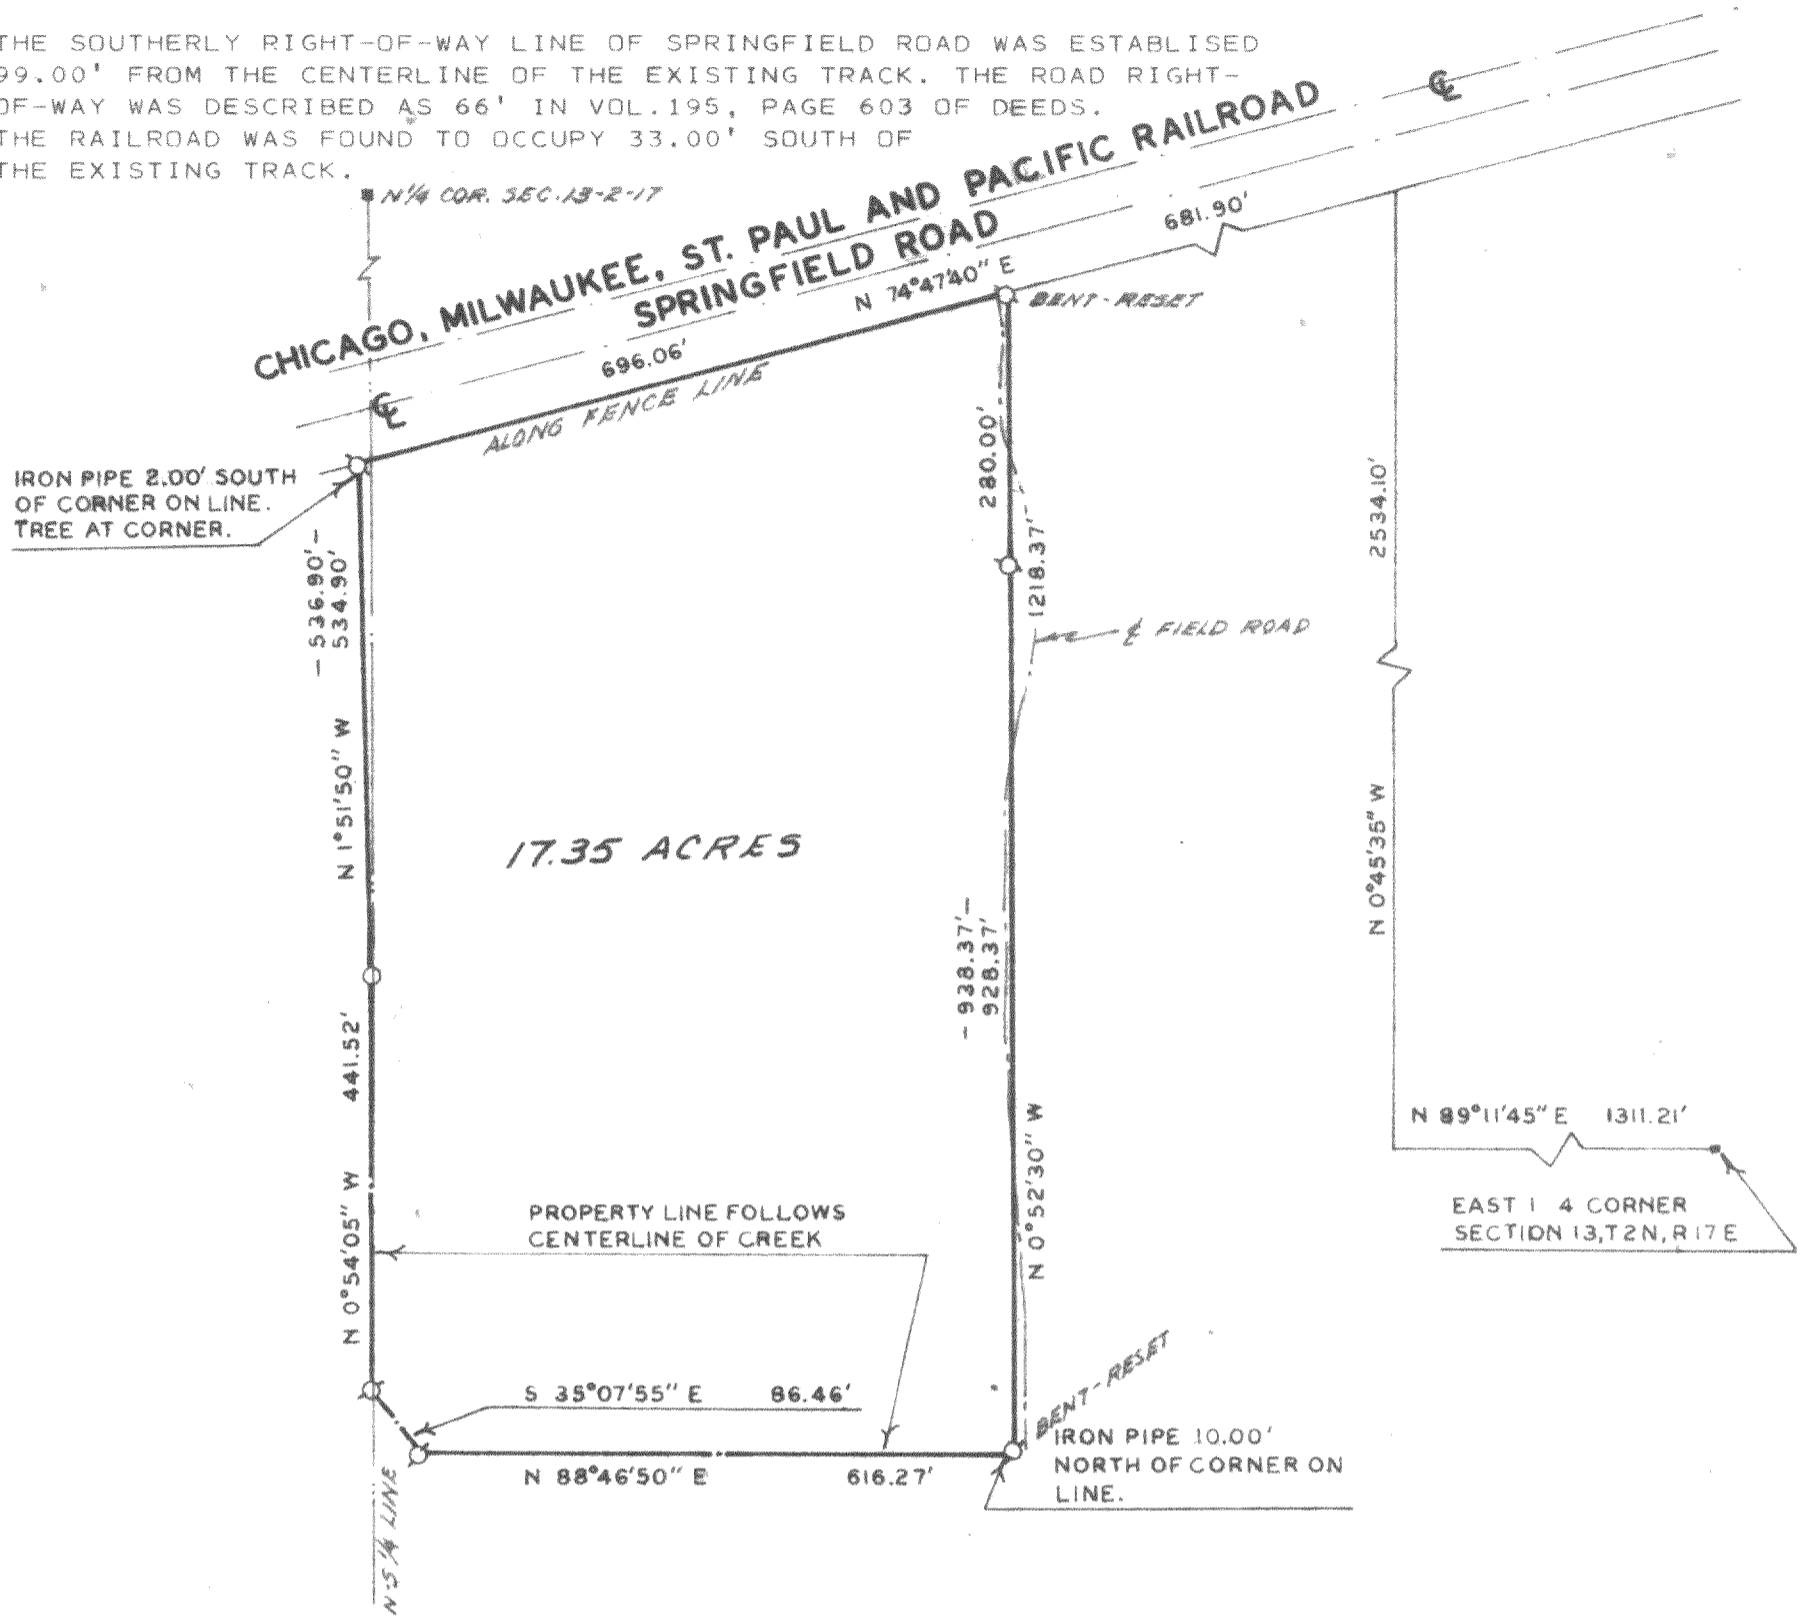 THE SOUTHERLY RIGHT-OF-WAY LINE OF SPRINGFIELD ROAD WAS ESTABLISED
99.00' FROM THE CENTERLINE OF THE EXISTING TRACK. THE ROAD RIGHT-
OF-WAY WAS DESCRIBED AS 66' IN VOL.195, PAGE 603 OF DEEDS.
THE RAILROAD WAS FOUND TO OCCUPY 33.00' SOUTH OF
THE EXISTING TRACK.
N 1/4 COR. SEC. 13-2-17
CHICAGO, MILWAUKEE, ST. PAUL AND PACIFIC RAILROAD
℄
SPRINGFIELD ROAD
681.90'
N 74°47'40" E
BENT-RESET
696.06'
ALONG FENCE LINE
℄
IRON PIPE 2.00' SOUTH
OF CORNER ON LINE.
TREE AT CORNER.
-536.90'-
534.90'
280.00'
1218.37'
2534.10'
℄ FIELD ROAD
N 1°51'50" W
17.35 ACRES
N 0°45'35" W
-938.37'-
928.37'
441.52'
N 0°54'05" W
N 0°52'30" W
N 89°11'45" E 1311.21'
EAST 1 4 CORNER
SECTION 13, T2N, R17E
PROPERTY LINE FOLLOWS
CENTERLINE OF CREEK
S 35°07'55" E 86.46'
BENT-RESET
IRON PIPE 10.00'
NORTH OF CORNER ON
LINE.
N 88°46'50" E 616.27'
N-S 1/4 LINE